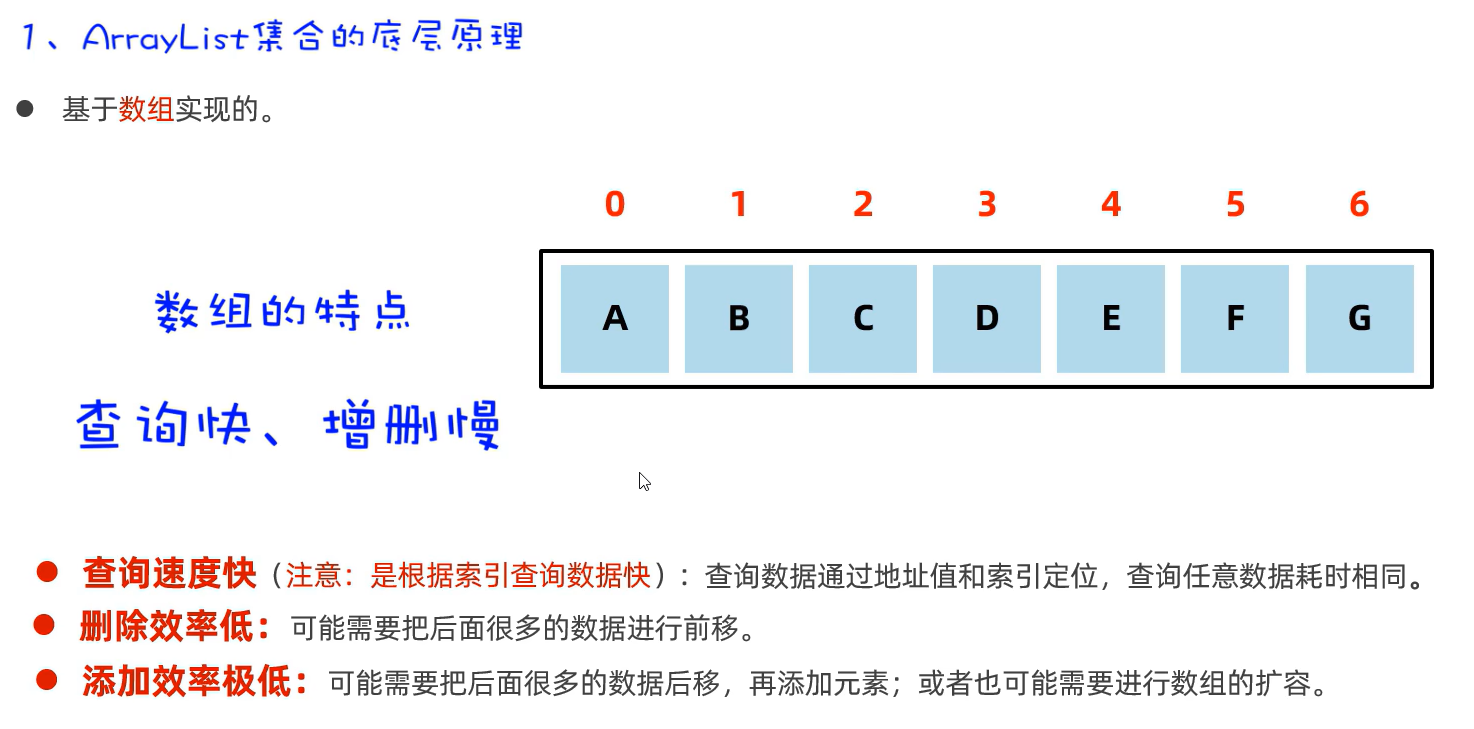 1、ArrayList集合的底层原理
● 基于数组实现的。
0 1 2 3 4 5 6
A B C D E F G
数组的特点
查询快、增删慢
● 查询速度快（注意：是根据索引查询数据快）：查询数据通过地址值和索引定位，查询任意数据耗时相同。
● 删除效率低：可能需要把后面很多的数据进行前移。
● 添加效率极低：可能需要把后面很多的数据后移，再添加元素；或者也可能需要进行数组的扩容。